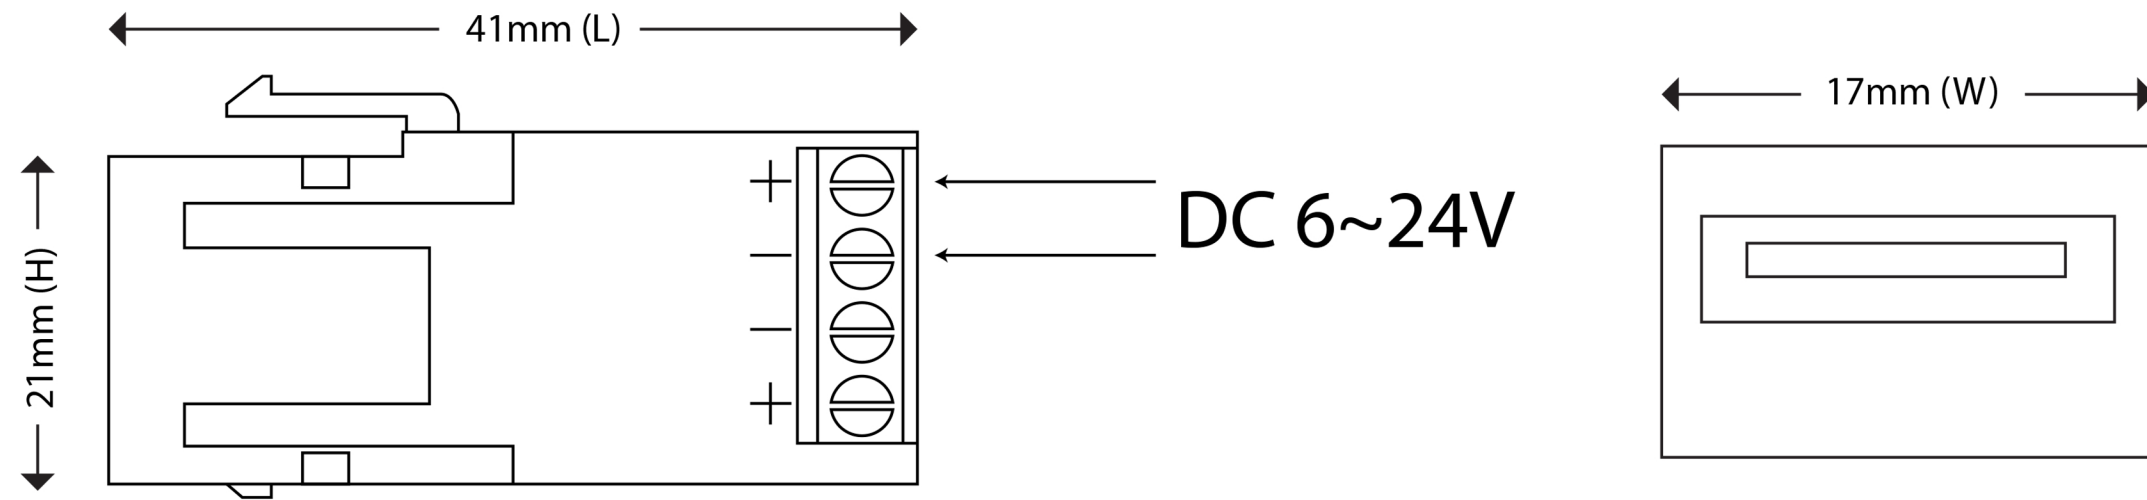 41mm (L)
17mm (W)
21mm (H)
+
−
−
+
DC 6~24V